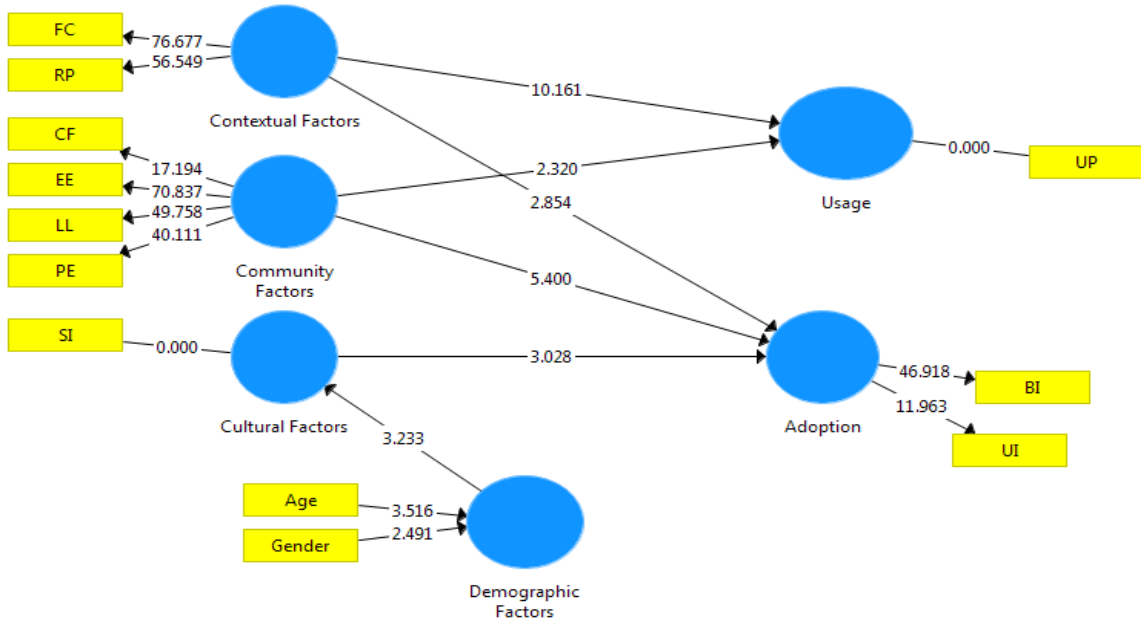 FC
76.677
RP
56.549
Contextual Factors
10.161
CF
17.194
EE
70.837
LL
49.758
PE
40.111
Community
Factors
2.320
2.854
5.400
Usage
0.000
UP
SI
0.000
Cultural Factors
3.028
Adoption
46.918
BI
11.963
UI
3.233
Age
3.516
Gender
2.491
Demographic
Factors